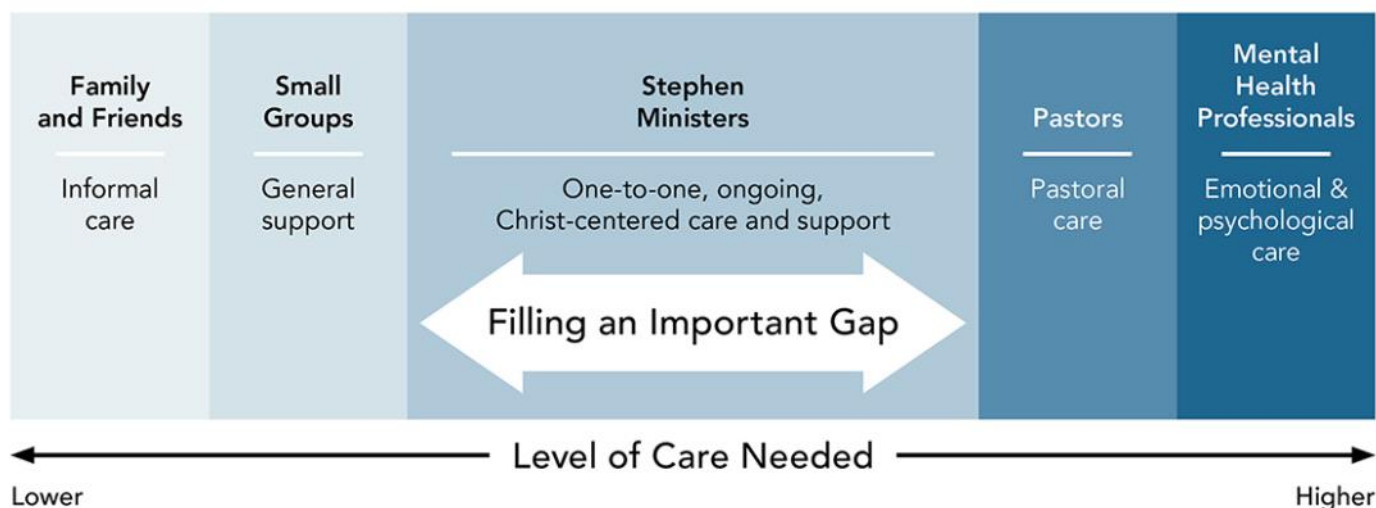 Family
and Friends
Informal
care
Small
Groups
General
support
Stephen
Ministers
One-to-one, ongoing,
Christ-centered care and support
Filling an Important Gap
Pastors
Pastoral
care
Mental
Health
Professionals
Emotional &
psychological
care
Level of Care Needed
Lower
Higher